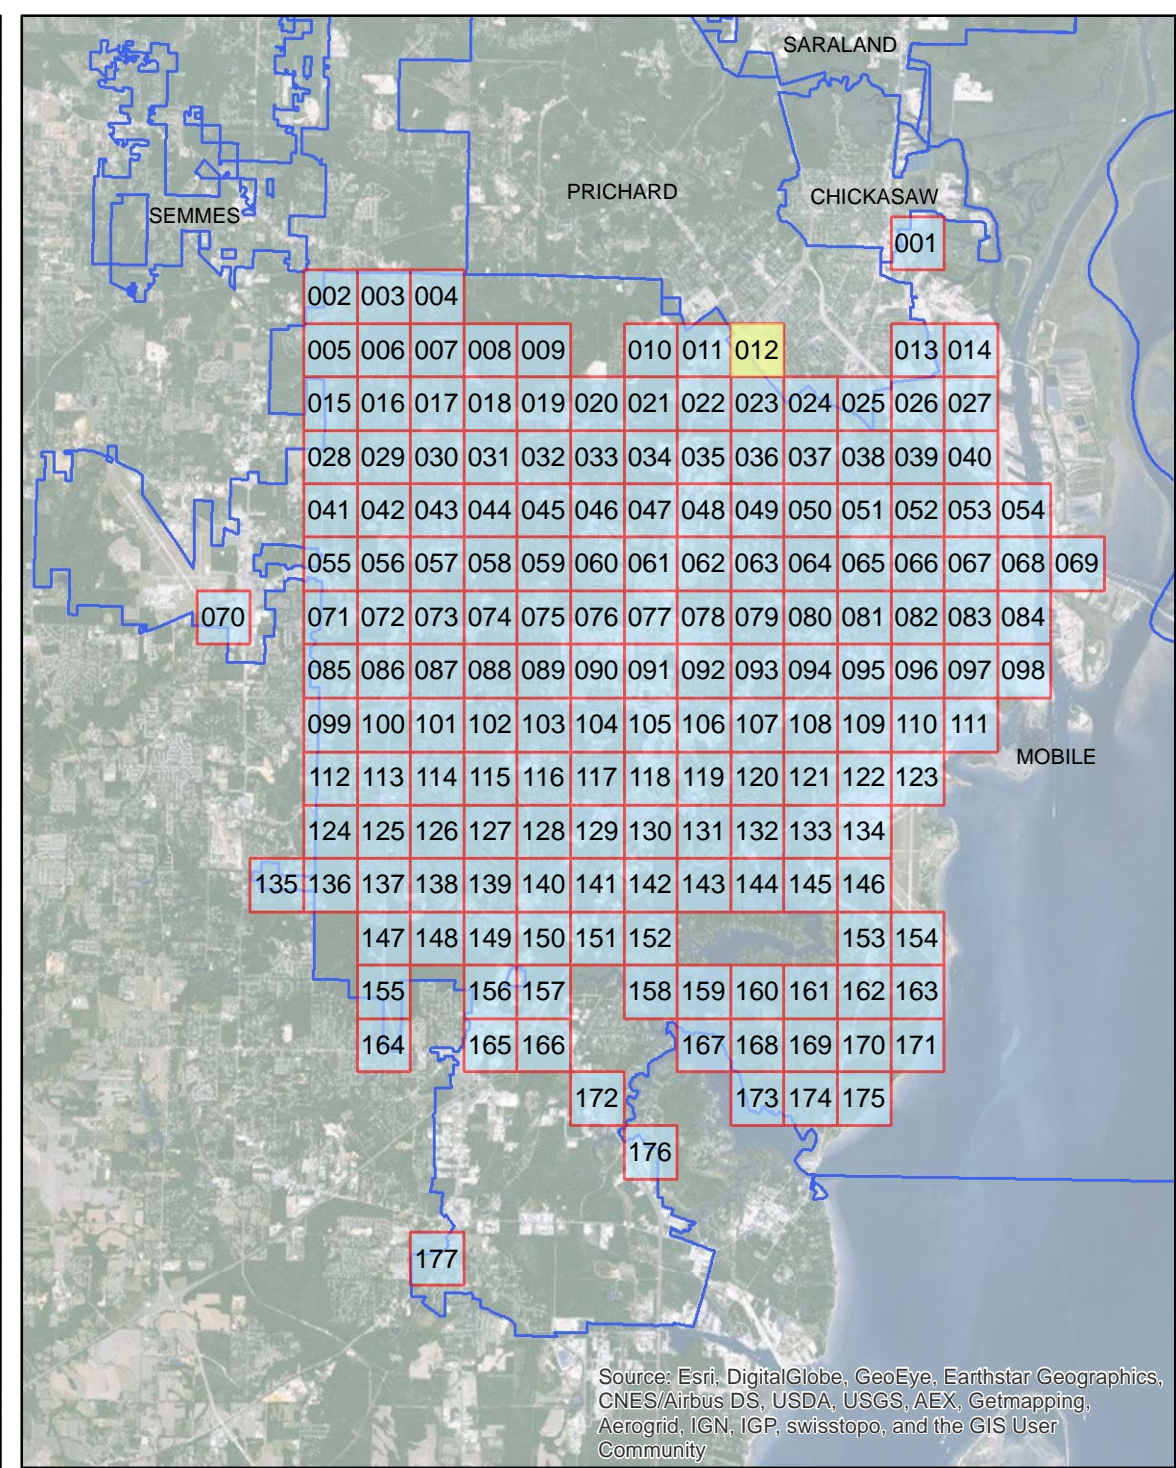 SARALAND
PRICHARD
CHICKASAW
SEMMES
001
002 003 004
005 006 007 008 009 010 011 012 013 014
015 016 017 018 019 020 021 022 023 024 025 026 027
028 029 030 031 032 033 034 035 036 037 038 039 040
041 042 043 044 045 046 047 048 049 050 051 052 053 054
055 056 057 058 059 060 061 062 063 064 065 066 067 068 069
070 071 072 073 074 075 076 077 078 079 080 081 082 083 084
085 086 087 088 089 090 091 092 093 094 095 096 097 098
099 100 101 102 103 104 105 106 107 108 109 110 111
MOBILE
112 113 114 115 116 117 118 119 120 121 122 123
124 125 126 127 128 129 130 131 132 133 134
135 136 137 138 139 140 141 142 143 144 145 146
147 148 149 150 151 152 153 154
155 156 157 158 159 160 161 162 163
164 165 166 167 168 169 170 171
172 173 174 175
176
177
Source: Esri, DigitalGlobe, GeoEye, Earthstar Geographics,
CNES/Airbus DS, USDA, USGS, AEX, Getmapping,
Aerogrid, IGN, IGP, swisstopo, and the GIS User
Community